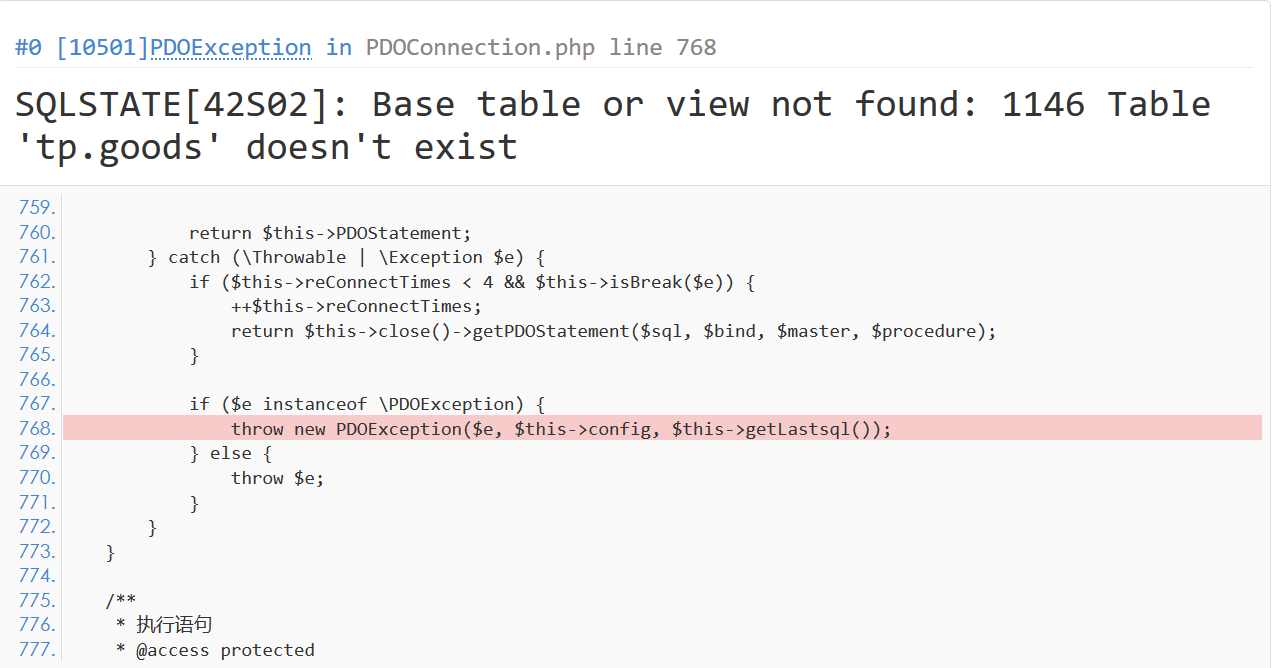 #0 [10501]PDOException in PDOConnection.php line 768
SQLSTATE[42S02]: Base table or view not found: 1146 Table
'tp.goods' doesn't exist
759.
760. return $this->PDOStatement;
761. } catch (\Throwable | \Exception $e) {
762. if ($this->reConnectTimes < 4 && $this->isBreak($e)) {
763. ++$this->reConnectTimes;
764. return $this->close()->getPDOStatement($sql, $bind, $master, $procedure);
765. }
766.
767. if ($e instanceof \PDOException) {
768. throw new PDOException($e, $this->config, $this->getLastsql());
769. } else {
770. throw $e;
771. }
772. }
773. }
774.
775. /**
776. * 执行语句
777. * @access protected